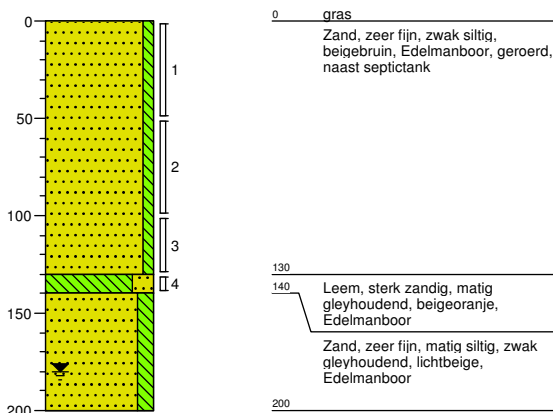 0
50
100
150
200
1
2
3
4
0
gras
Zand, zeer fijn, zwak siltig,
beigebruin, Edelmanboor, geroerd,
naast septictank
130
140
Leem, sterk zandig, matig
gleyhoudend, beigeoranje,
Edelmanboor
Zand, zeer fijn, matig siltig, zwak
gleyhoudend, lichtbeige,
Edelmanboor
200